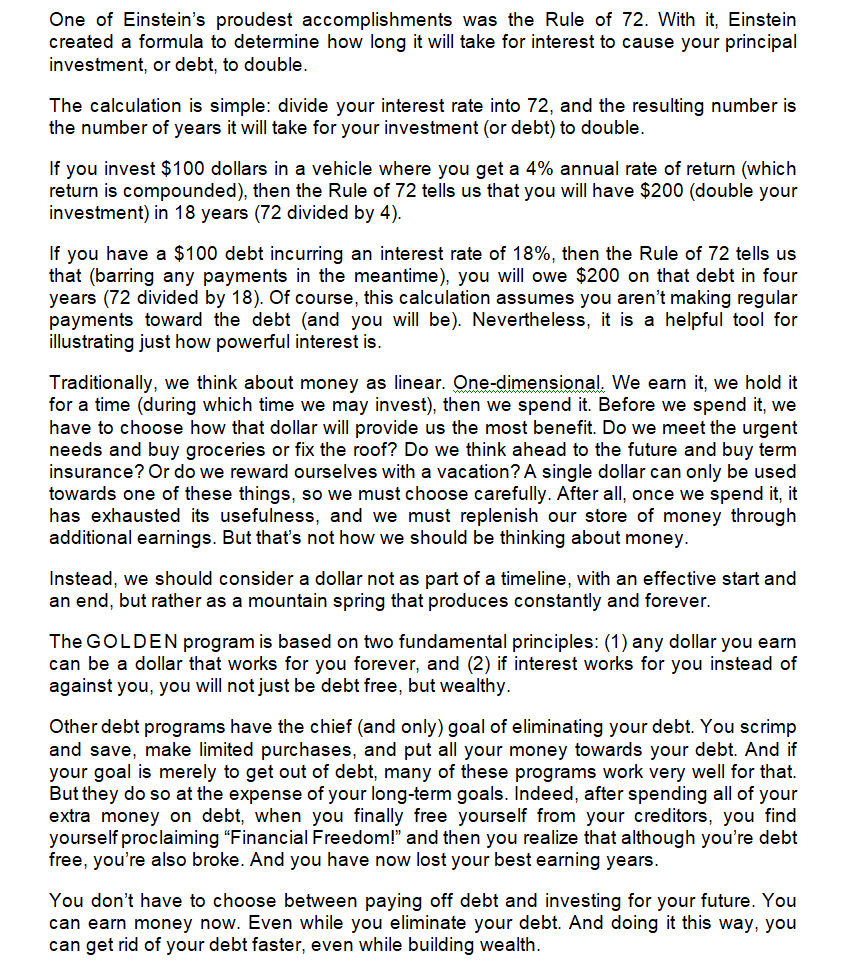 One of Einstein’s proudest accomplishments was the Rule of 72. With it, Einstein
created a formula to determine how long it will take for interest to cause your principal
investment, or debt, to double.
The calculation is simple: divide your interest rate into 72, and the resulting number is
the number of years it will take for your investment (or debt) to double.
If you invest $100 dollars in a vehicle where you get a 4% annual rate of return (which
return is compounded), then the Rule of 72 tells us that you will have $200 (double your
investment) in 18 years (72 divided by 4).
If you have a $100 debt incurring an interest rate of 18%, then the Rule of 72 tells us
that (barring any payments in the meantime), you will owe $200 on that debt in four
years (72 divided by 18). Of course, this calculation assumes you aren’t making regular
payments toward the debt (and you will be). Nevertheless, it is a helpful tool for
illustrating just how powerful interest is.
Traditionally, we think about money as linear. One-dimensional. We earn it, we hold it
for a time (during which time we may invest), then we spend it. Before we spend it, we
have to choose how that dollar will provide us the most benefit. Do we meet the urgent
needs and buy groceries or fix the roof? Do we think ahead to the future and buy term
insurance? Or do we reward ourselves with a vacation? A single dollar can only be used
towards one of these things, so we must choose carefully. After all, once we spend it, it
has exhausted its usefulness, and we must replenish our store of money through
additional earnings. But that’s not how we should be thinking about money.
Instead, we should consider a dollar not as part of a timeline, with an effective start and
an end, but rather as a mountain spring that produces constantly and forever.
The GOLDEN program is based on two fundamental principles: (1) any dollar you earn
can be a dollar that works for you forever, and (2) if interest works for you instead of
against you, you will not just be debt free, but wealthy.
Other debt programs have the chief (and only) goal of eliminating your debt. You scrimp
and save, make limited purchases, and put all your money towards your debt. And if
your goal is merely to get out of debt, many of these programs work very well for that.
But they do so at the expense of your long-term goals. Indeed, after spending all of your
extra money on debt, when you finally free yourself from your creditors, you find
yourself proclaiming “Financial Freedom!” and then you realize that although you’re debt
free, you’re also broke. And you have now lost your best earning years.
You don’t have to choose between paying off debt and investing for your future. You
can earn money now. Even while you eliminate your debt. And doing it this way, you
can get rid of your debt faster, even while building wealth.